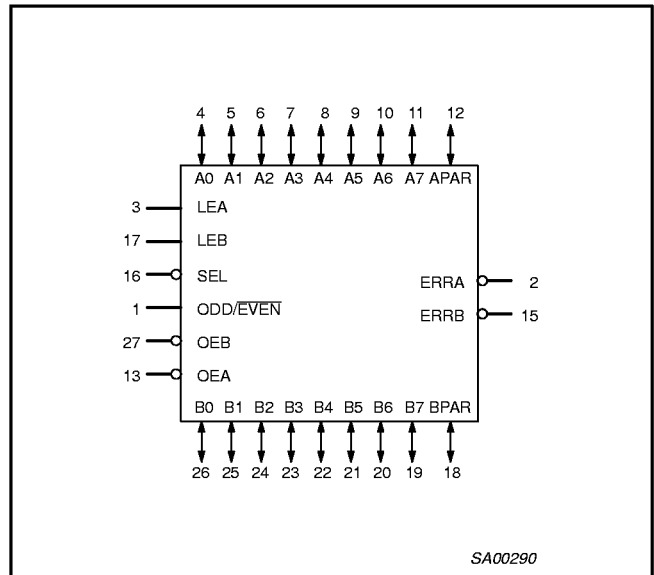 4 5 6 7 8 9 10 11 12
A0 A1 A2 A3 A4 A5 A6 A7 APAR
3 LEA
17 LEB
16 SEL
ERRA 2
1 ODD/EVEN
ERRB 15
27 OEB
13 OEA
B0 B1 B2 B3 B4 B5 B6 B7 BPAR
26 25 24 23 22 21 20 19 18
SA00290